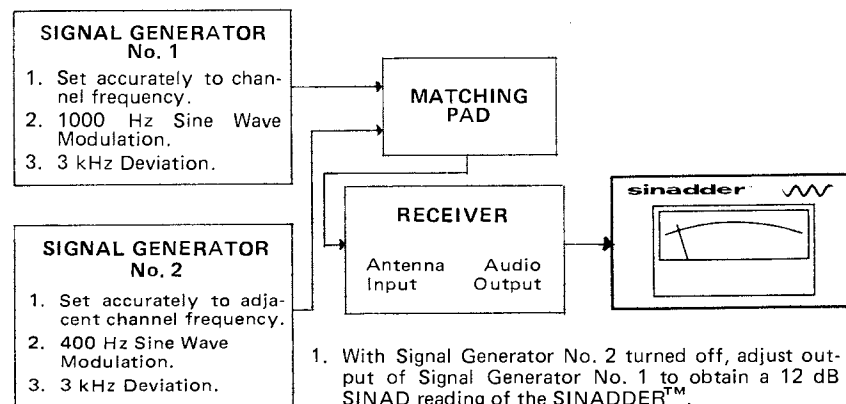 SIGNAL GENERATOR
No. 1
1. Set accurately to chan-
nel frequency.
2. 1000 Hz Sine Wave
Modulation.
3. 3 kHz Deviation.
MATCHING
PAD
SIGNAL GENERATOR
No. 2
1. Set accurately to adja-
cent channel frequency.
2. 400 Hz Sine Wave
Modulation.
3. 3 kHz Deviation.
RECEIVER
Antenna Audio
Input Output
sinadder
1. With Signal Generator No. 2 turned off, adjust out-
put of Signal Generator No. 1 to obtain a 12 dB
SINAD reading of the SINADDER™.